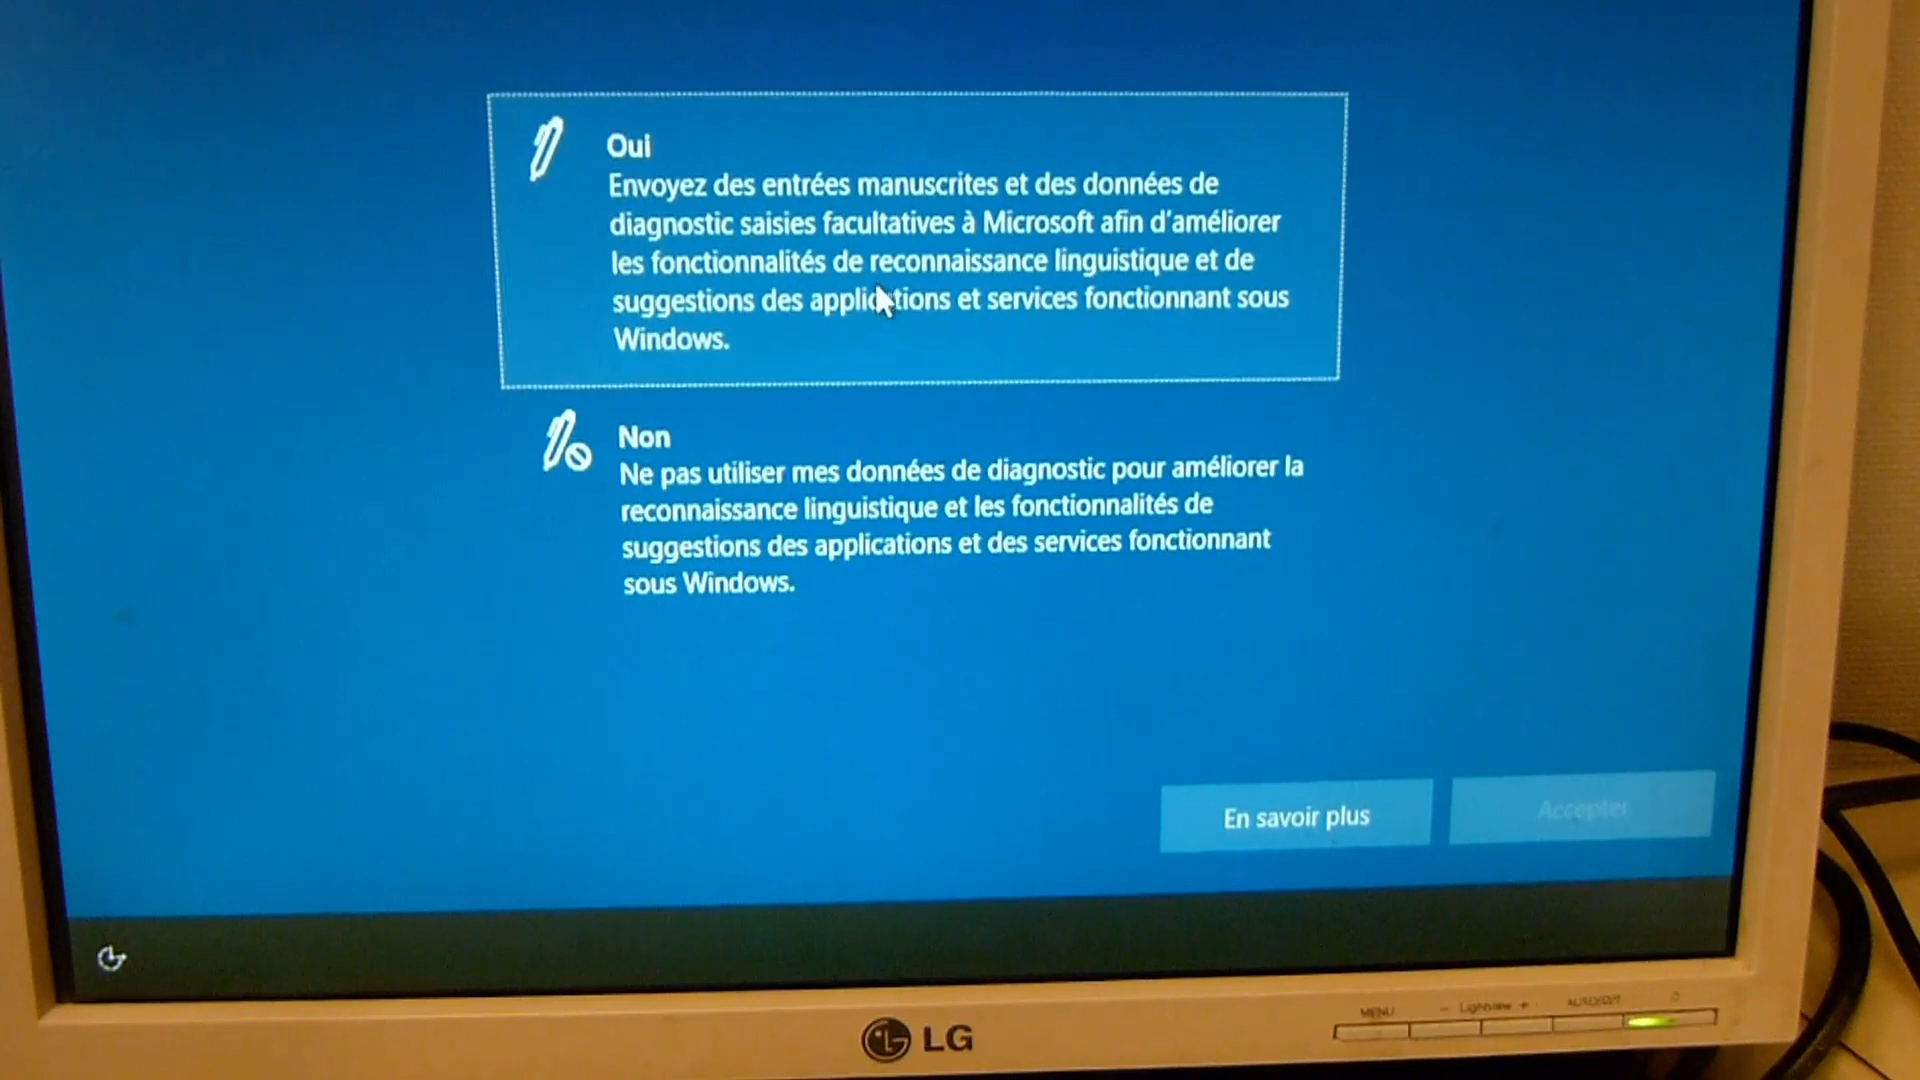 Oui
Envoyez des entrées manuscrites et des données de
diagnostic saisies facultatives à Microsoft afin d'améliorer
les fonctionnalités de reconnaissance linguistique et de
suggestions des applications et services fonctionnant sous
Windows.
Non
Ne pas utiliser mes données de diagnostic pour améliorer la
reconnaissance linguistique et les fonctionnalités de
suggestions des applications et des services fonctionnant
sous Windows.
En savoir plus
Accepter
MENU - Lightview +
LG